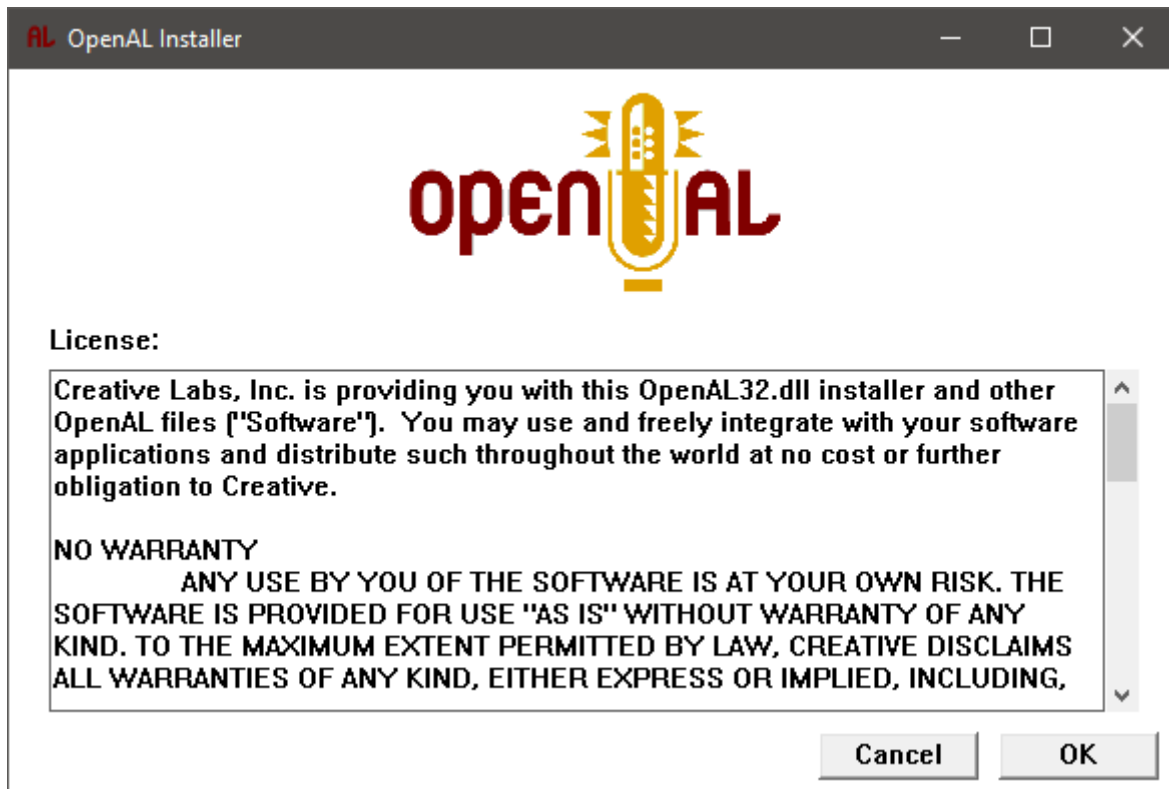 AL OpenAL Installer
openAL
License:
Creative Labs, Inc. is providing you with this OpenAL32.dll installer and other
OpenAL files ("Software").  You may use and freely integrate with your software
applications and distribute such throughout the world at no cost or further
obligation to Creative.
NO WARRANTY
ANY USE BY YOU OF THE SOFTWARE IS AT YOUR OWN RISK. THE
SOFTWARE IS PROVIDED FOR USE "AS IS" WITHOUT WARRANTY OF ANY
KIND. TO THE MAXIMUM EXTENT PERMITTED BY LAW, CREATIVE DISCLAIMS
ALL WARRANTIES OF ANY KIND, EITHER EXPRESS OR IMPLIED, INCLUDING,
Cancel OK